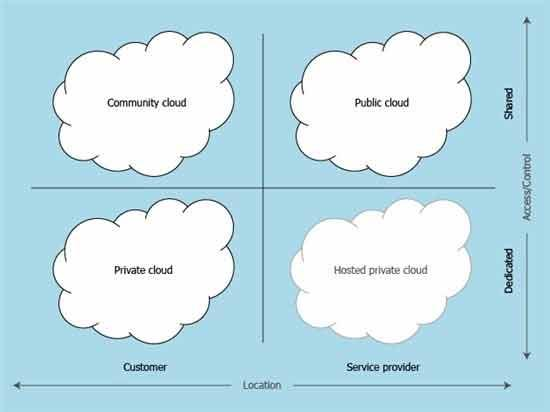 Community cloud
Public cloud
Shared
Access/Control
Private cloud
Hosted private cloud
Dedicated
Customer
Service provider
Location